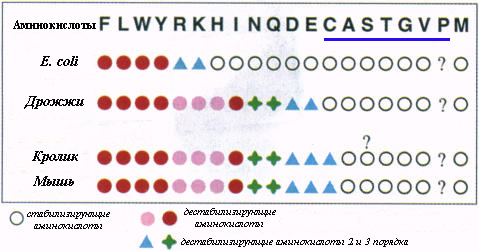 Аминокислоты F L W Y R K H I N Q D E C A S T G V P M
E. coli ?
Дрожжи ?
?
Кролик ?
Мышь ?
стабилизирующие аминокислоты
дестабилизирующие аминокислоты
дестабилизирующие аминокислоты 2 и 3 порядка